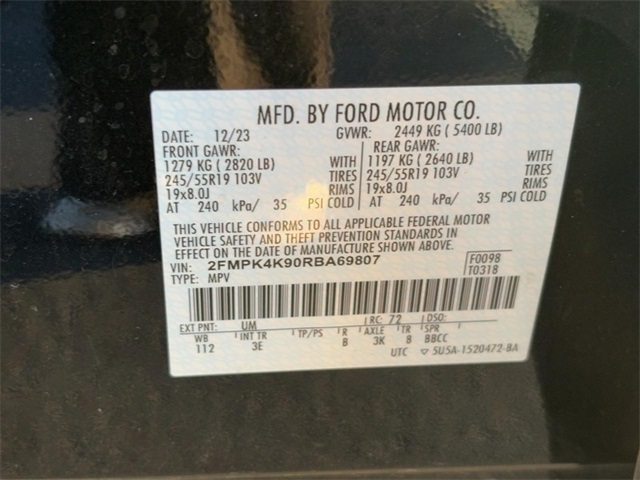 MFD. BY FORD MOTOR CO.
DATE: 12/23 GVWR: 2449 KG ( 5400 LB)
FRONT GAWR: REAR GAWR:
1279 KG ( 2820 LB) WITH 1197 KG ( 2640 LB) WITH
245/55R19 103V TIRES 245/55R19 103V TIRES
19x8.0J RIMS 19x8.0J RIMS
AT 240 kPa/ 35 PSI COLD AT 240 kPa/ 35 PSI COLD
THIS VEHICLE CONFORMS TO ALL APPLICABLE FEDERAL MOTOR
VEHICLE SAFETY AND THEFT PREVENTION STANDARDS IN
EFFECT ON THE DATE OF MANUFACTURE SHOWN ABOVE.
VIN: 2FMPK4K90RBA69807 F0098
TYPE: MPV T0318
EXT PNT: UM RC: 72 DSO:
WB INT TR TP/PS R AXLE TR SPR
112 3E B 3K 8 BBCC
UTC ▽ 5U5A-1520472-BA